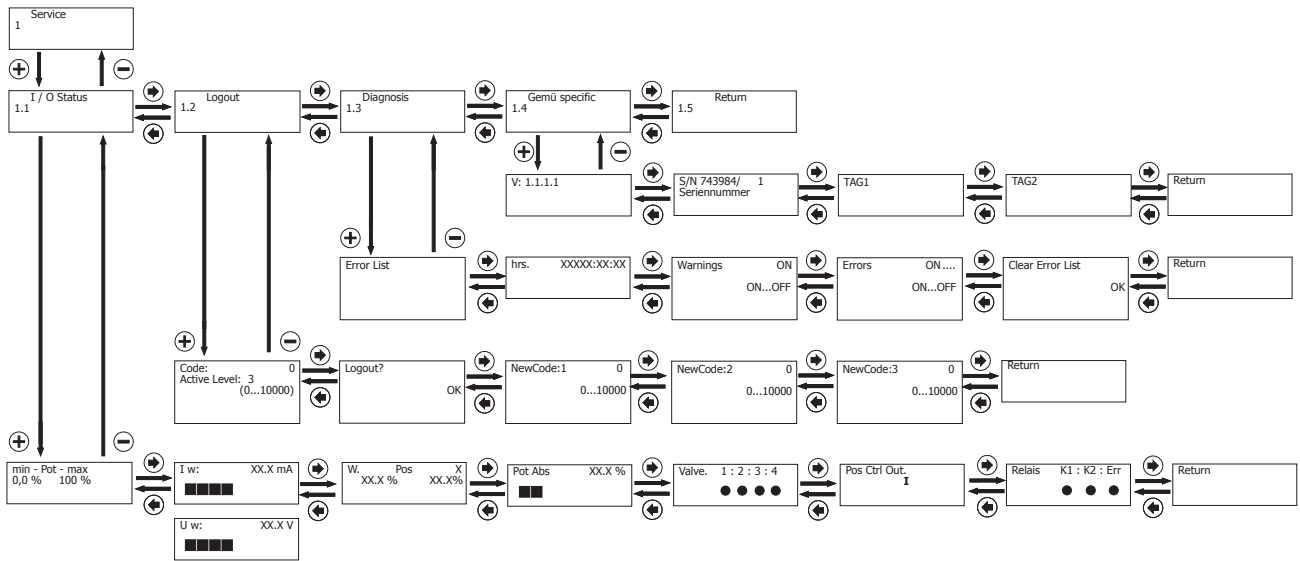 Service
1
I / O Status
1.1
Logout
1.2
Diagnosis
1.3
Gemü specific
1.4
Return
1.5
V: 1.1.1.1
S/N 743984/ 1
Seriennummer
TAG1
TAG2
Return
Error List
hrs. XXXXX:XX:XX
Warnings ON
ON...OFF
Errors ON ....
ON...OFF
Clear Error List
OK
Return
Code: 0
Active Level: 3
(0...10000)
Logout?
OK
NewCode:1 0
0...10000
NewCode:2 0
0...10000
NewCode:3 0
0...10000
Return
min - Pot - max
0,0 % 100 %
I w: XX.X mA
W. Pos X
XX.X % XX.X%
Pot Abs XX.X %
Valve. 1 : 2 : 3 : 4
Pos Ctrl Out.
I
Relais K1 : K2 : Err
Return
U w: XX.X V